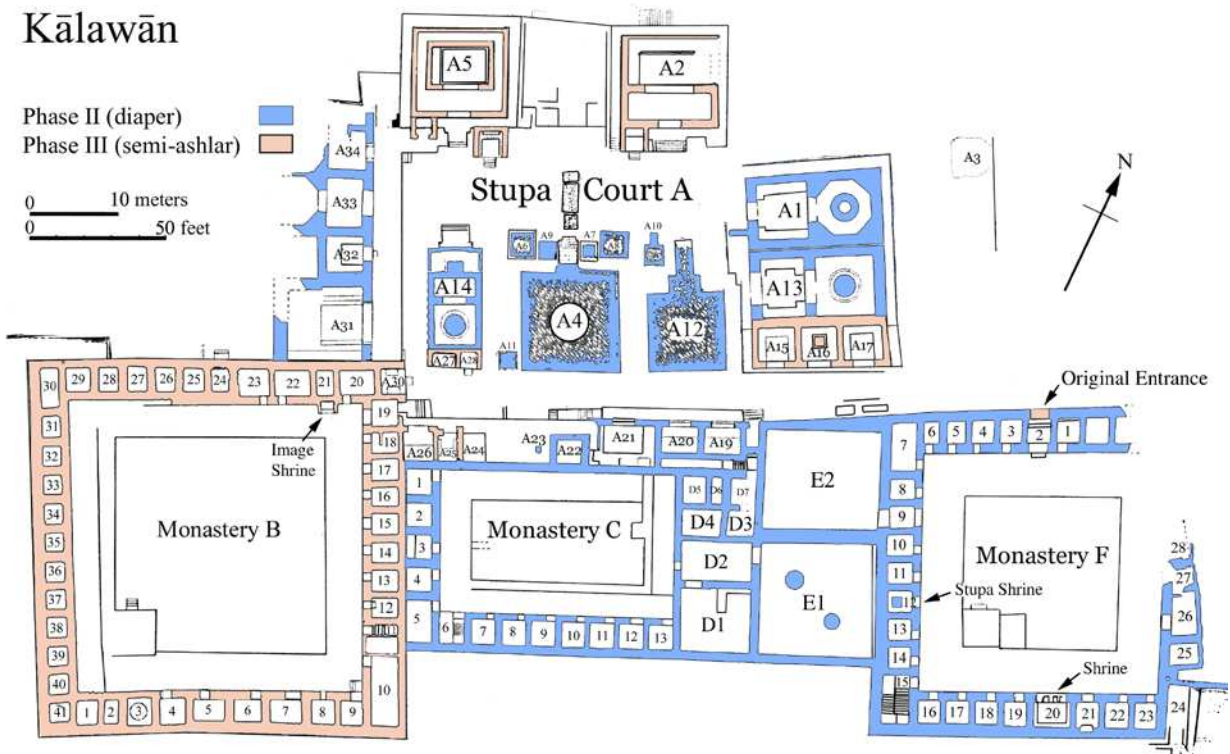 Kālawān
Phase II (diaper)
Phase III (semi-ashlar)
0 10 meters
0 50 feet
N
Stupa Court A
A5
A2
A3
A34
A33
A32
A31
A1
A13
A15 A16 A17
A6 A9 A7 A8 A10
A14
A4
A12
A11
A27 A28
A30
Original Entrance
Image
Shrine
Monastery B
30 29 28 27 26 25 24 23 22 21 20
19
18
17
16
15
14
13
12
10
31
32
33
34
35
36
37
38
39
40
41 1 2 3 4 5 6 7 8 9
A26 A25 A24 A23 A22 A21 A20 A19
Monastery C
1
2
3
4
5 6 7 8 9 10 11 12 13
D5 D6 D7
D4 D3
D2
D1
E2
E1
Monastery F
7 6 5 4 3 2 1
8
9
10
11
12
13
14
15
Stupa Shrine
Shrine
16 17 18 19 20 21 22 23
24
25
26
27
28